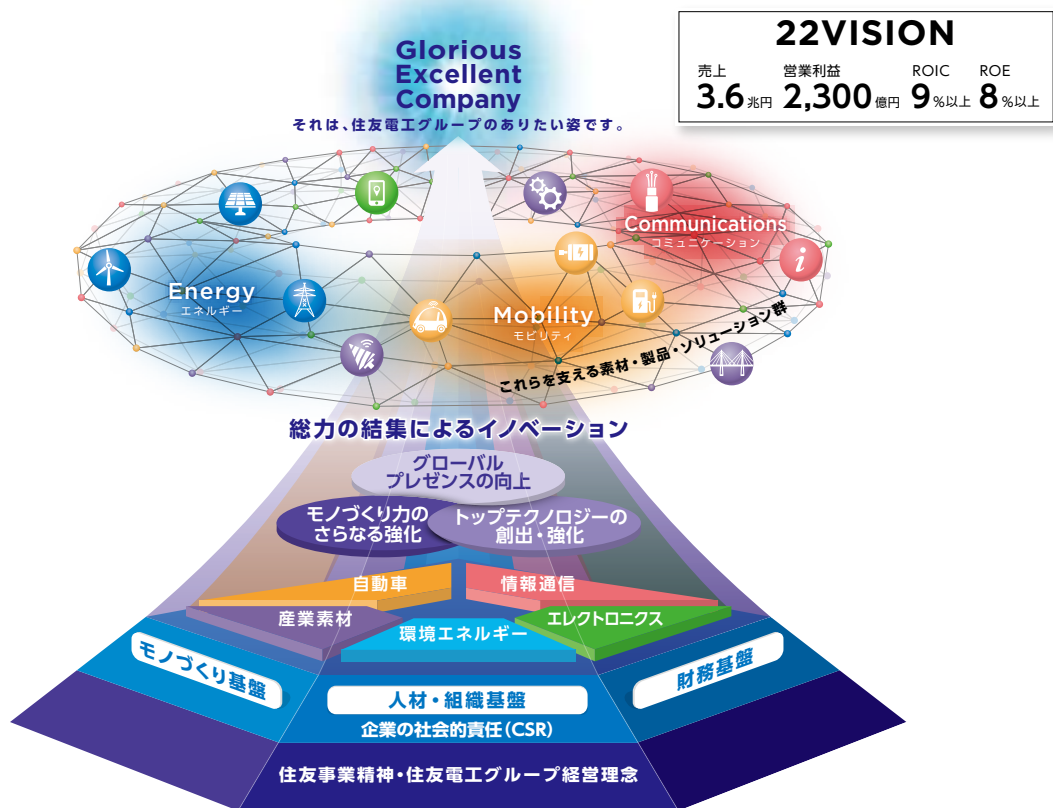 22VISION
売上 営業利益 ROIC ROE
3.6兆円 2,300億円 9%以上 8%以上
Glorious
Excellent
Company
それは、住友電工グループのありたい姿です。
Communications
コミュニケーション
i
Energy
エネルギー
Mobility
モビリティ
これらを支える素材・製品・ソリューション群
総力の結集によるイノベーション
グローバル
プレゼンスの向上
モノづくり力の
さらなる強化
トップテクノロジーの
創出・強化
自動車
情報通信
産業素材
エレクトロニクス
環境エネルギー
モノづくり基盤
財務基盤
人材・組織基盤
企業の社会的責任(CSR)
住友事業精神・住友電工グループ経営理念